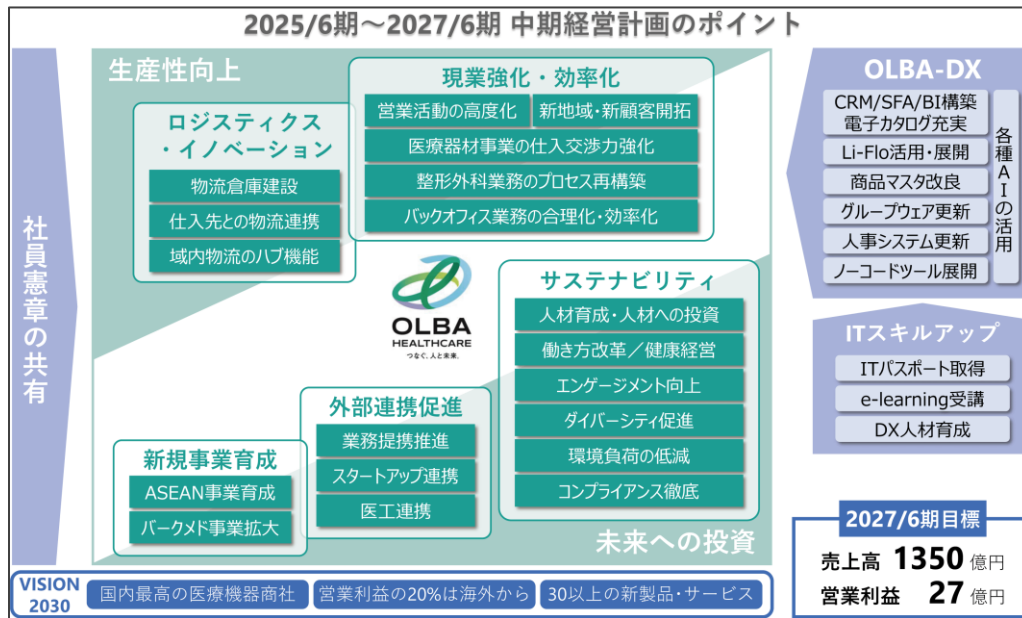 2025/6期～2027/6期 中期経営計画のポイント
社員憲章の共有
生産性向上
ロジスティクス
・イノベーション
物流倉庫建設
仕入先との物流連携
域内物流のハブ機能
現業強化・効率化
営業活動の高度化
新地域・新顧客開拓
医療器材事業の仕入交渉力強化
整形外科業務のプロセス再構築
バックオフィス業務の合理化・効率化
OLBA
HEALTHCARE
つなぐ、人と未来。
サステナビリティ
人材育成・人材への投資
働き方改革／健康経営
エンゲージメント向上
ダイバーシティ促進
環境負荷の低減
コンプライアンス徹底
外部連携促進
業務提携推進
スタートアップ連携
医工連携
新規事業育成
ASEAN事業育成
バークメド事業拡大
未来への投資
OLBA-DX
CRM/SFA/BI構築
電子カタログ充実
Li-Flo活用・展開
商品マスタ改良
グループウェア更新
人事システム更新
ノーコードツール展開
各種AIの活用
ITスキルアップ
ITパスポート取得
e-learning受講
DX人材育成
2027/6期目標
売上高 1350 億円
営業利益 27 億円
VISION
2030
国内最高の医療機器商社
営業利益の20%は海外から
30以上の新製品・サービス